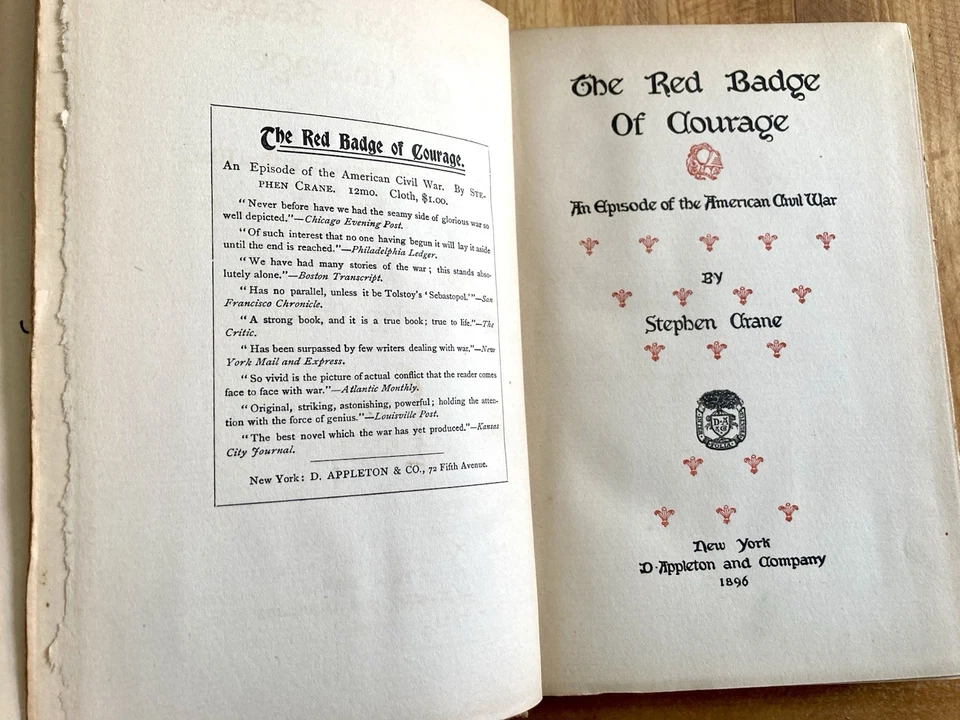 The Red Badge of Courage.
An Episode of the American Civil War. By STE-
PHEN CRANE. 12mo. Cloth, $1.00.
“Never before have we had the seamy side of glorious war so
well depicted.”—Chicago Evening Post.
“Of such interest that no one having begun it will lay it aside
until the end is reached.”—Philadelphia Ledger.
“We have had many stories of the war; this stands abso-
lutely alone.”—Boston Transcript.
“Has no parallel, unless it be Tolstoy's ‘Sebastopol.’”—San
Francisco Chronicle.
“A strong book, and it is a true book; true to life.”—The
Critic.
“Has been surpassed by few writers dealing with war.”—New
York Mail and Express.
“So vivid is the picture of actual conflict that the reader comes
face to face with war.”—Atlantic Monthly.
“Original, striking, astonishing, powerful; holding the atten-
tion with the force of genius.”—Louisville Post.
“The best novel which the war has yet produced.”—Kansas
City Journal.
New York: D. APPLETON & CO., 72 Fifth Avenue.
The Red Badge
Of Courage
An Episode of the American Civil War
BY
Stephen Crane
New York
D. Appleton and Company
1896